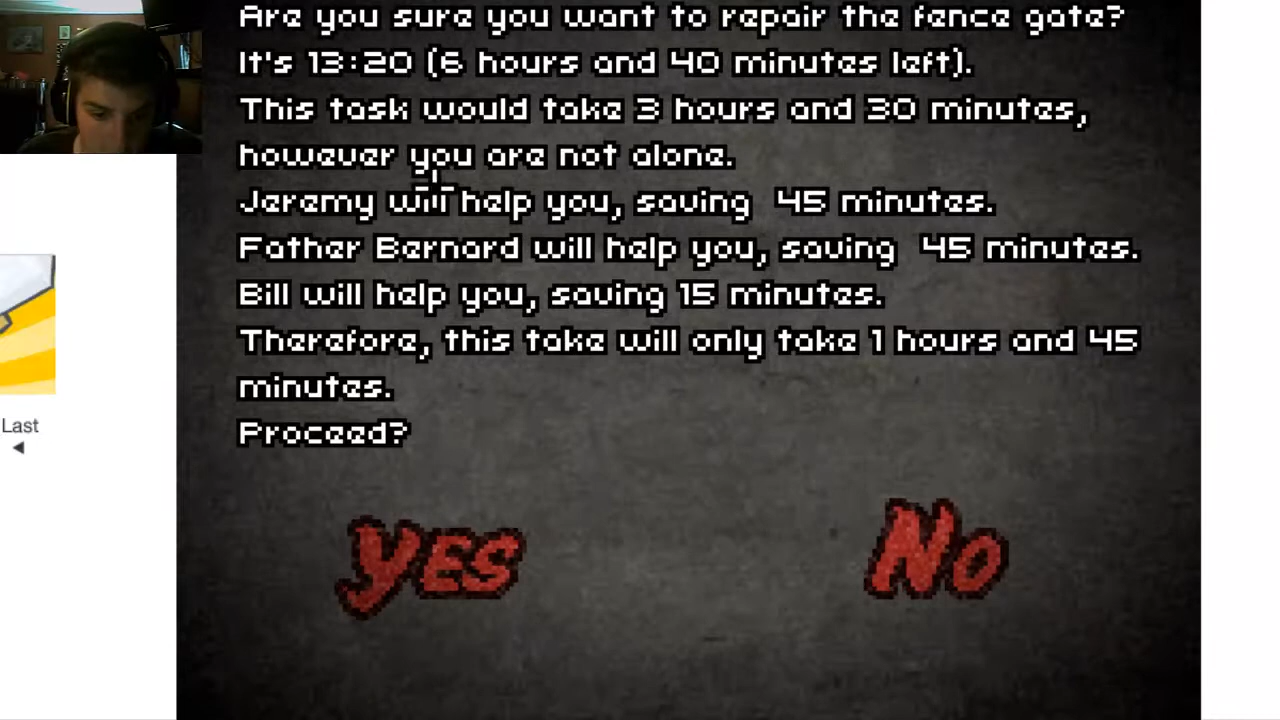 Are you sure you want to repair the fence gate?
It's 13:20 (6 hours and 40 minutes left).
This task would take 3 hours and 30 minutes,
however you are not alone.
Jeremy will help you, saving 45 minutes.
Father Bernard will help you, saving 45 minutes.
Bill will help you, saving 15 minutes.
Therefore, this take will only take 1 hours and 45
minutes.
Proceed?
Last
Yes
No